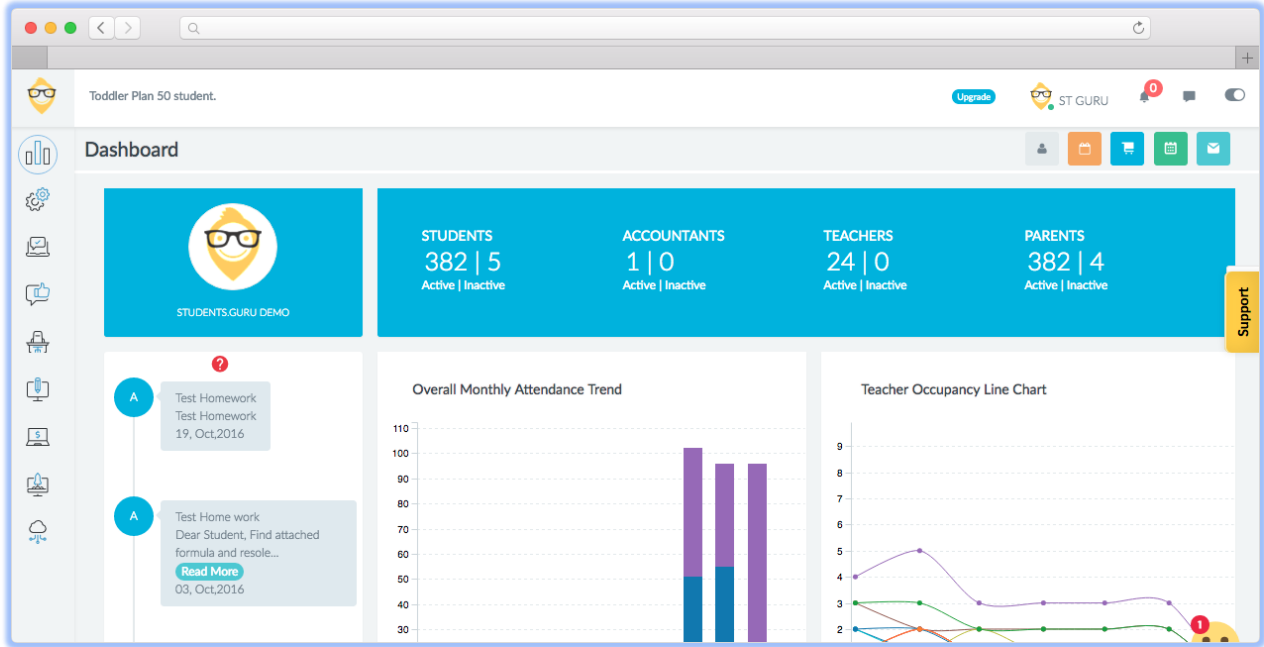 Toddler Plan 50 student.
Upgrade
ST GURU
0
Dashboard
STUDENTS.GURU DEMO
STUDENTS
382 | 5
Active | Inactive
ACCOUNTANTS
1 | 0
Active | Inactive
TEACHERS
24 | 0
Active | Inactive
PARENTS
382 | 4
Active | Inactive
Support
?
A
Test Homework
Test Homework
19, Oct,2016
A
Test Home work
Dear Student, Find attached
formula and resole...
Read More
03, Oct,2016
Overall Monthly Attendance Trend
110
100
90
80
70
60
50
40
30
Teacher Occupancy Line Chart
9
8
7
6
5
4
3
2
1